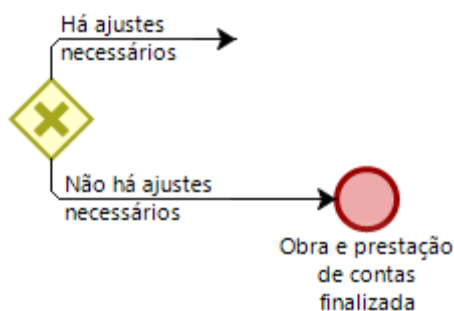 Há ajustes
necessários
Não há ajustes
necessários
Obra e prestação
de contas
finalizada